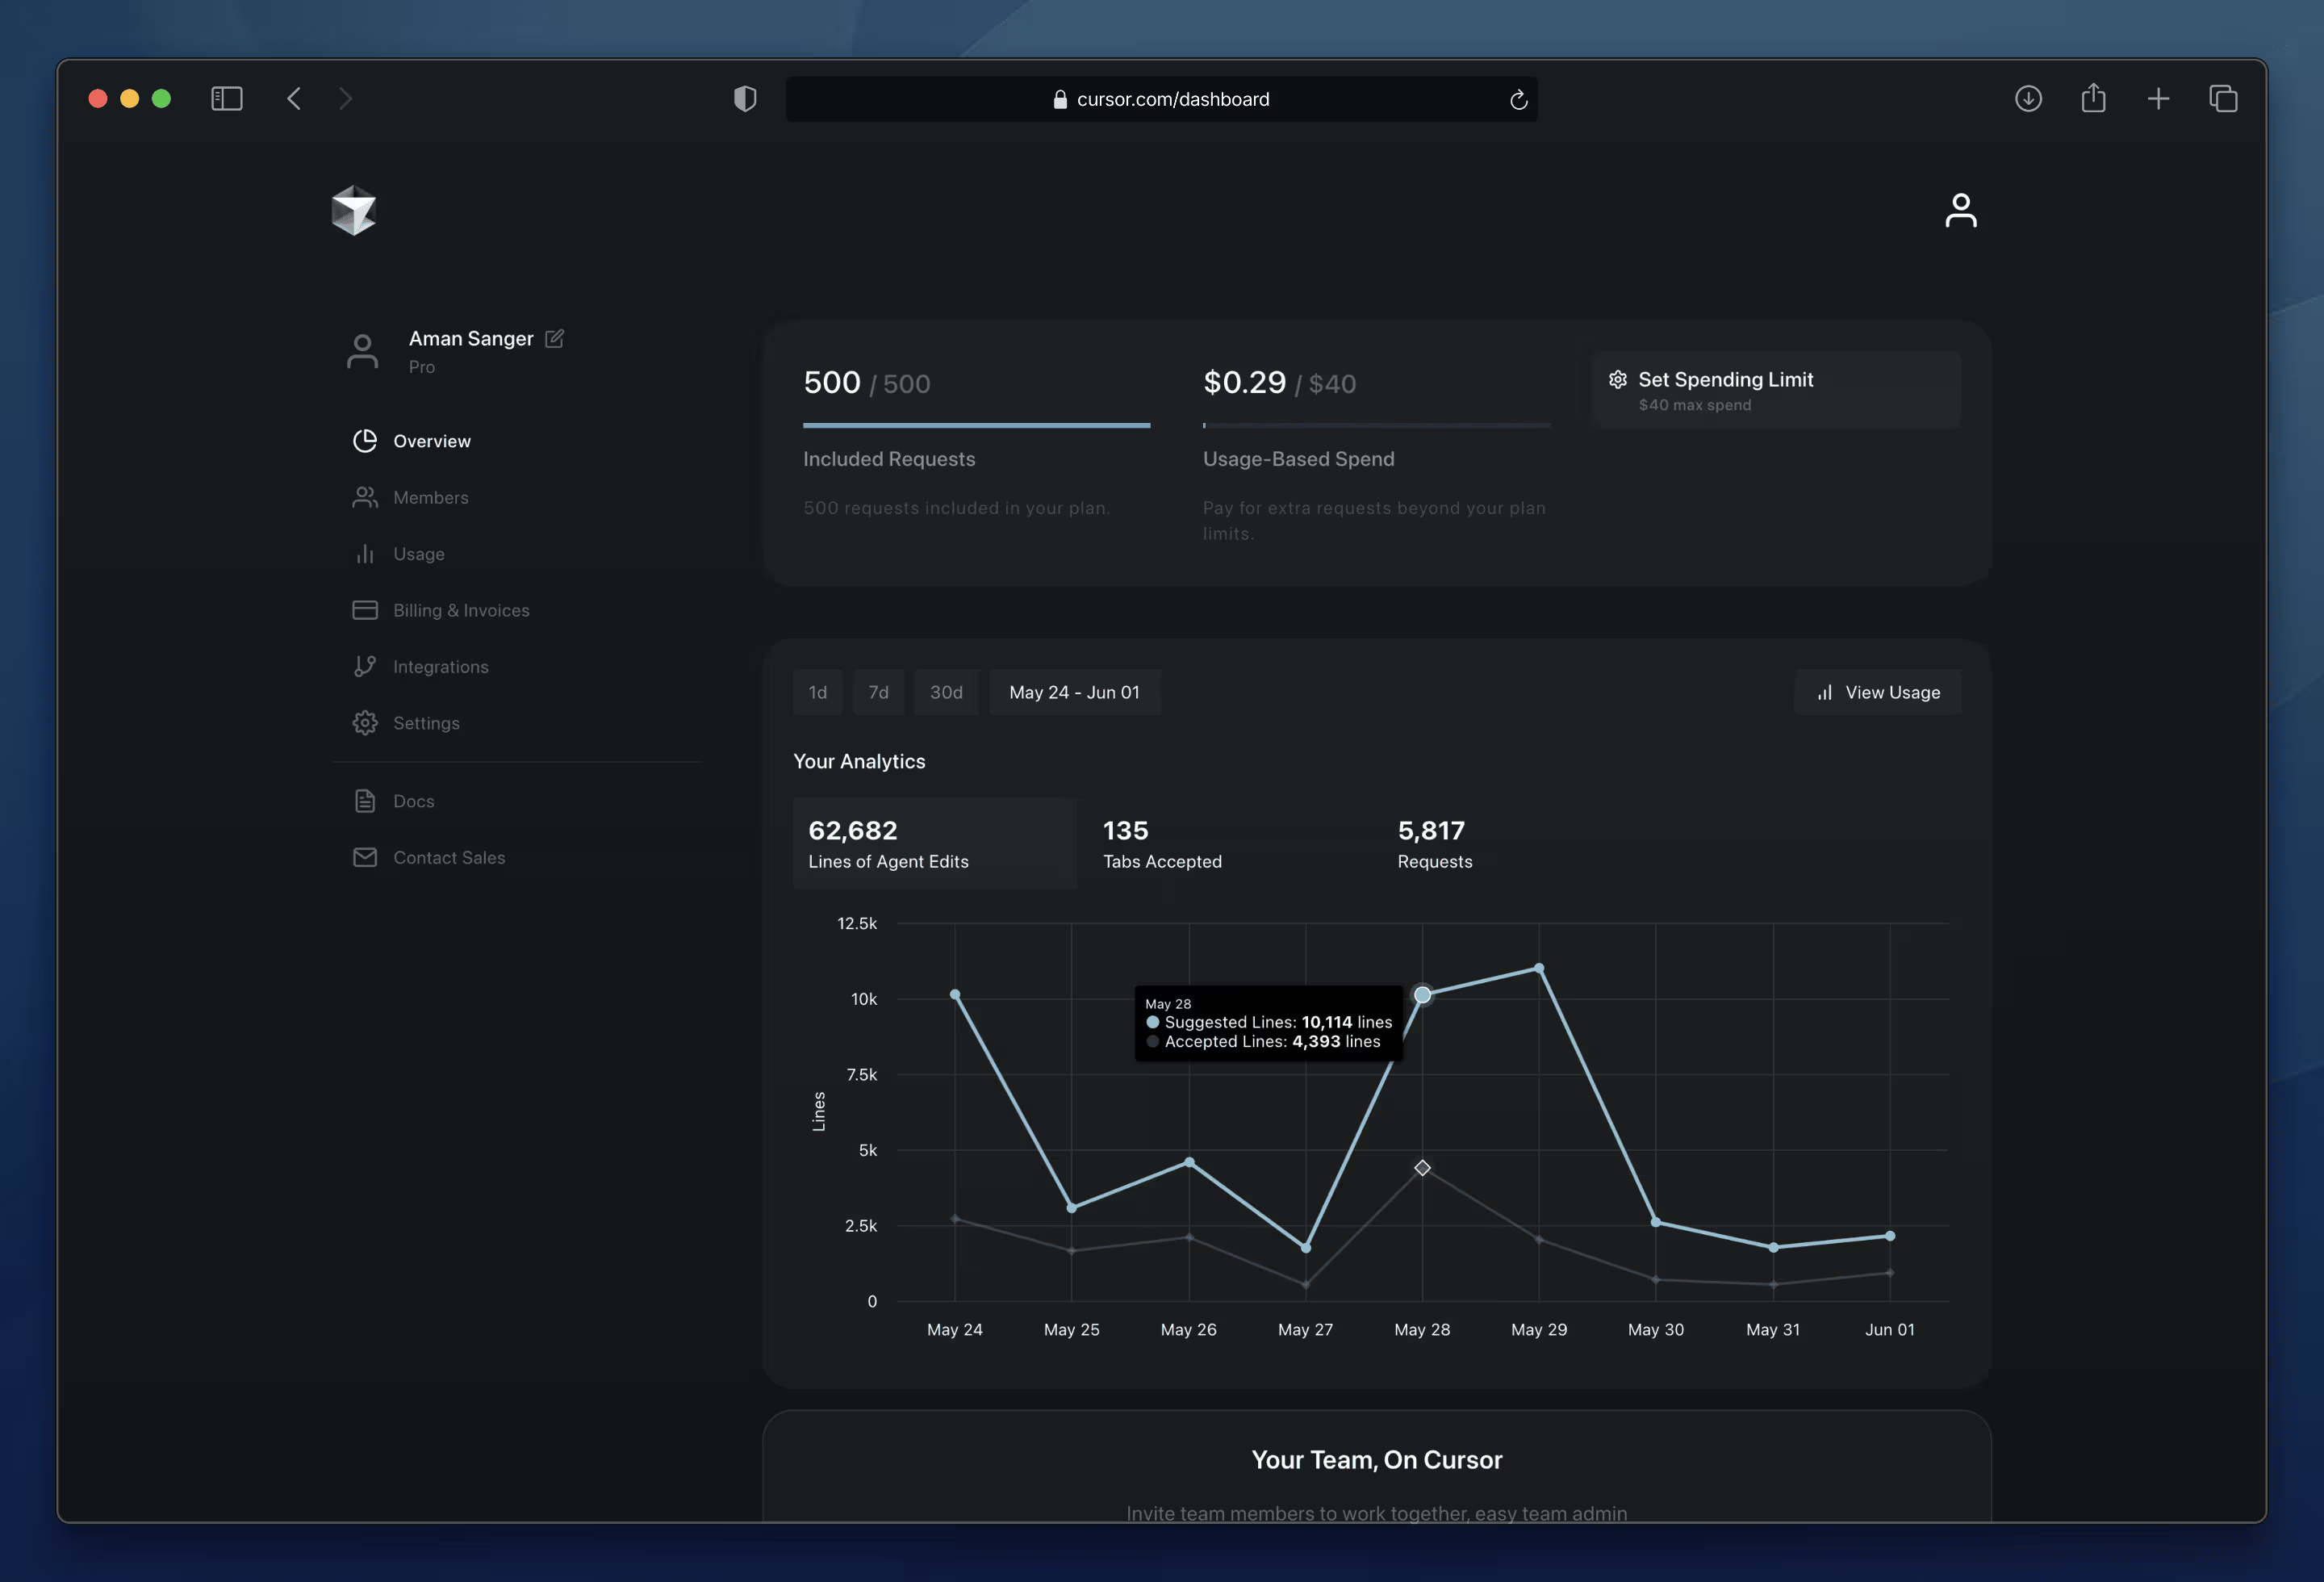 cursor.com/dashboard
Aman Sanger
Pro
Overview
Members
Usage
Billing & Invoices
Integrations
Settings
Docs
Contact Sales
500 / 500
Included Requests
500 requests included in your plan.
$0.29 / $40
Usage-Based Spend
Pay for extra requests beyond your plan
limits.
Set Spending Limit
$40 max spend
1d
7d
30d
May 24 - Jun 01
View Usage
Your Analytics
62,682
Lines of Agent Edits
135
Tabs Accepted
5,817
Requests
12.5k
10k
7.5k
5k
2.5k
0
Lines
May 28
Suggested Lines: 10,114 lines
Accepted Lines: 4,393 lines
May 24
May 25
May 26
May 27
May 28
May 29
May 30
May 31
Jun 01
Your Team, On Cursor
Invite team members to work together, easy team admin